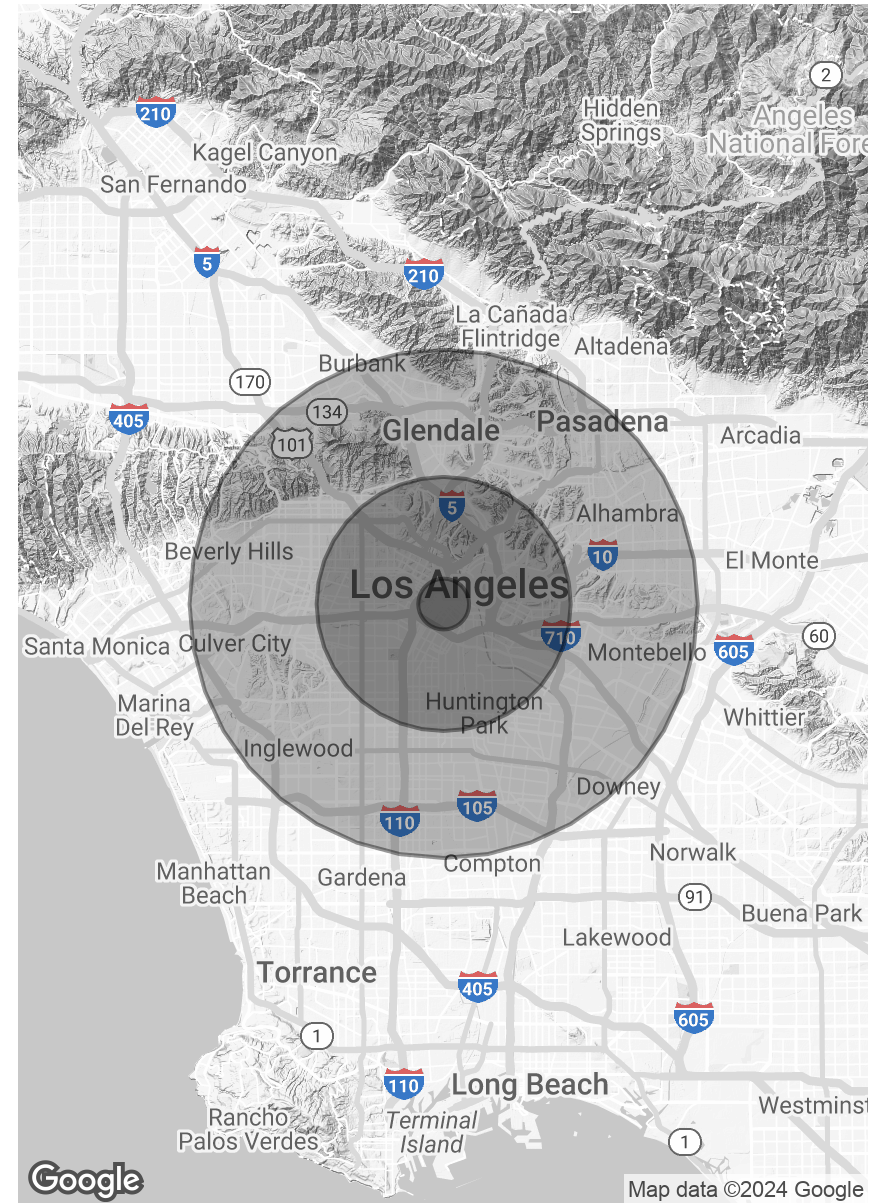 2
210
Hidden
Springs
Angeles
National Fore
Kagel Canyon
San Fernando
5
210
La Cañada
Flintridge
Altadena
Burbank
170
405
134
101
Glendale
Pasadena
Arcadia
5
Alhambra
10
Beverly Hills
El Monte
Los Angeles
710
60
Santa Monica
Culver City
Montebello
605
Marina
Del Rey
Huntington
Park
Whittier
Inglewood
Downey
105
110
Manhattan
Beach
Gardena
Compton
Norwalk
91
Buena Park
Lakewood
Torrance
405
605
1
110
Long Beach
Westminst
Rancho
Palos Verdes
Terminal
Island
1
Google
Map data ©2024 Google